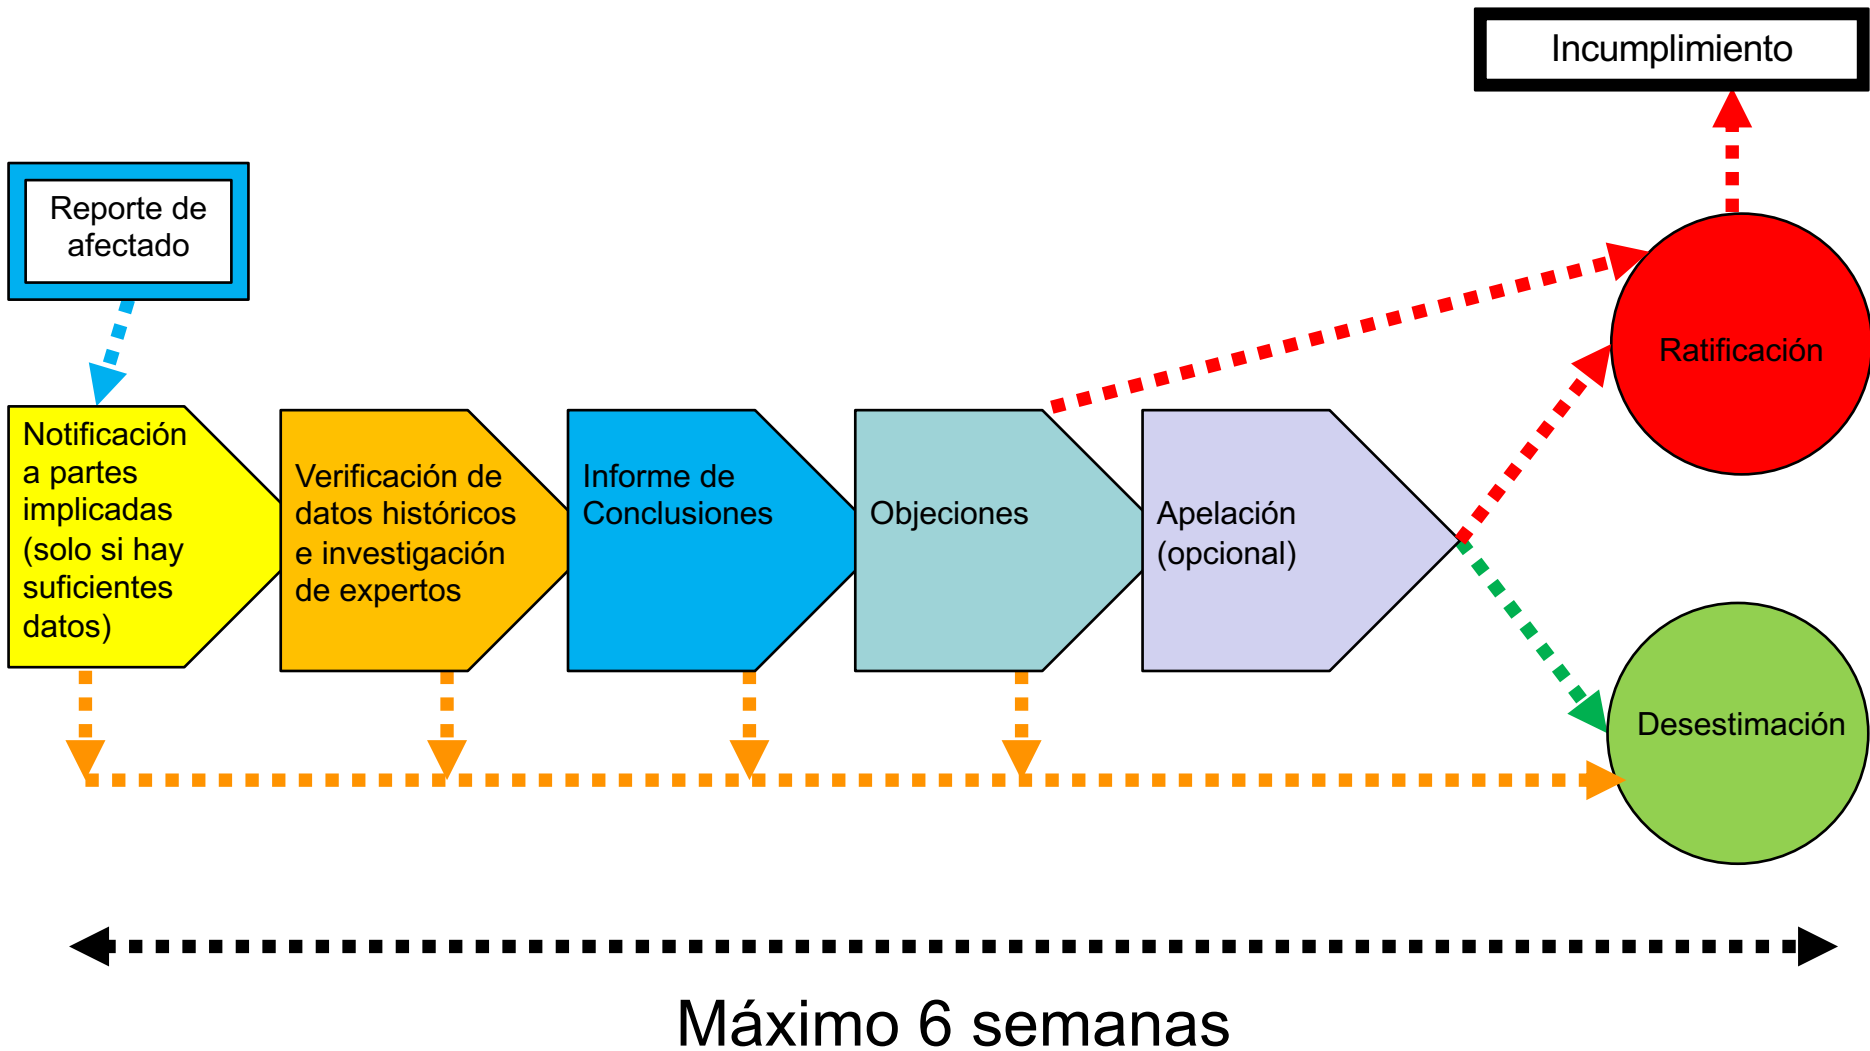 Incumplimiento
Reporte de
afectado
Ratificación
Notificación
a partes
implicadas
(solo si hay
suficientes
datos)
Verificación de
datos históricos
e investigación
de expertos
Informe de
Conclusiones
Objeciones
Apelación
(opcional)
Desestimación
Máximo 6 semanas